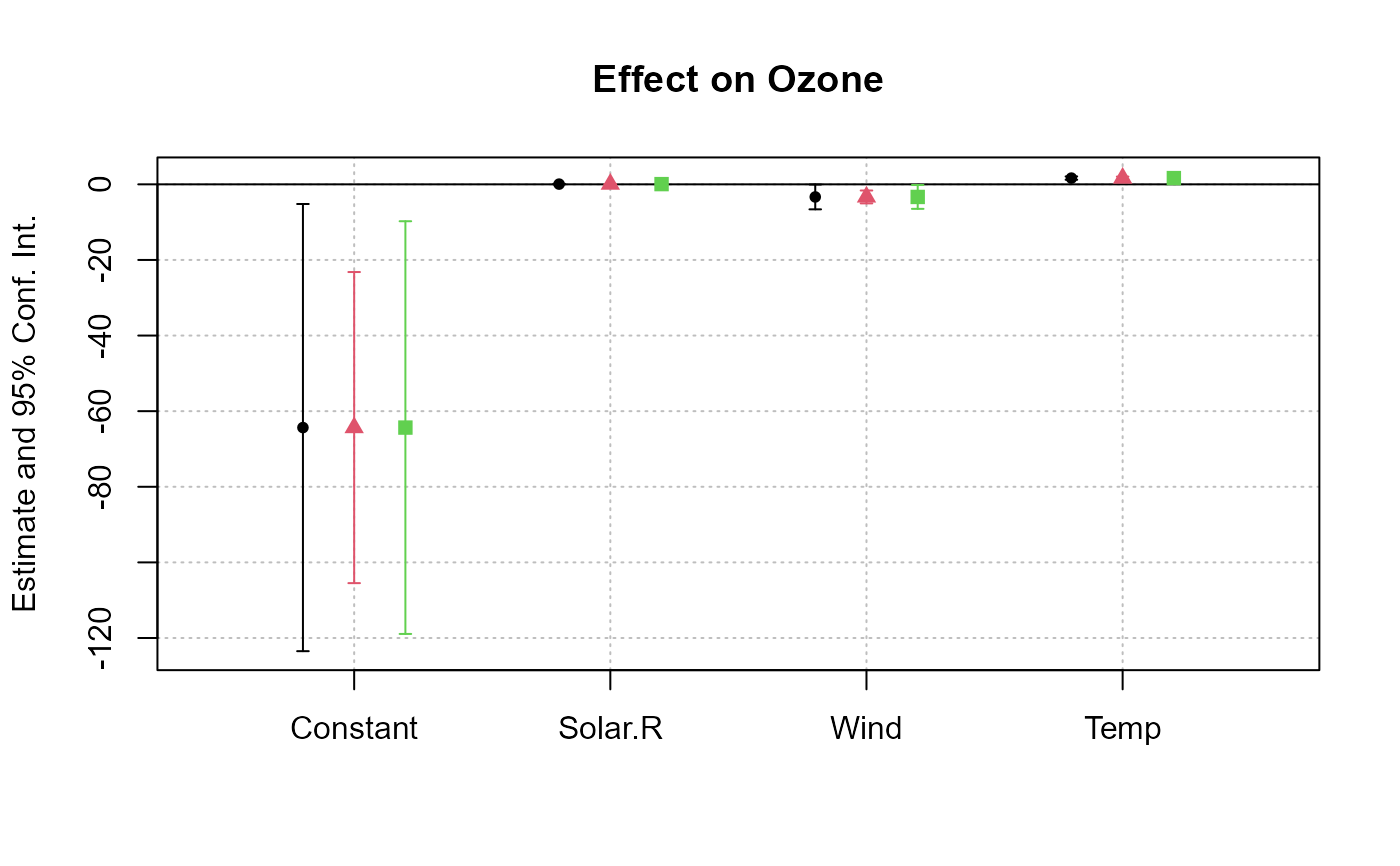 Effect on Ozone
Estimate and 95% Conf. Int.
0
-20
-40
-60
-80
-120
Constant Solar.R Wind Temp